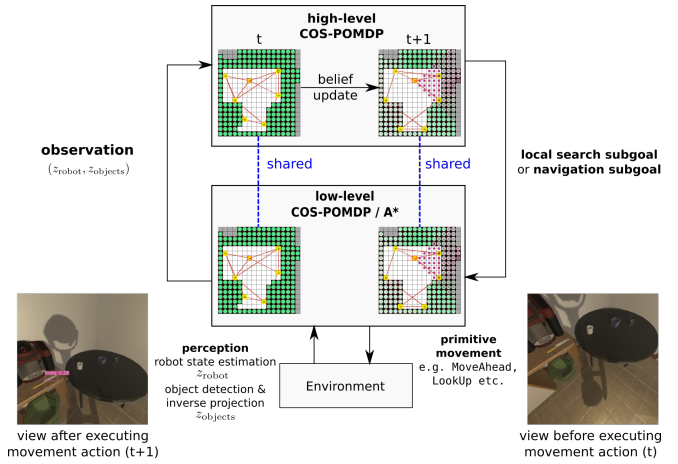 high-level
COS-POMDP
t
t+1
belief
update
observation
(z_robot, z_objects)
shared
shared
local search subgoal
or navigation subgoal
low-level
COS-POMDP / A*
perception
robot state estimation
z_robot
object detection &
inverse projection
z_objects
primitive
movement
e.g. MoveAhead,
LookUp etc.
Environment
view after executing
movement action (t+1)
view before executing
movement action (t)